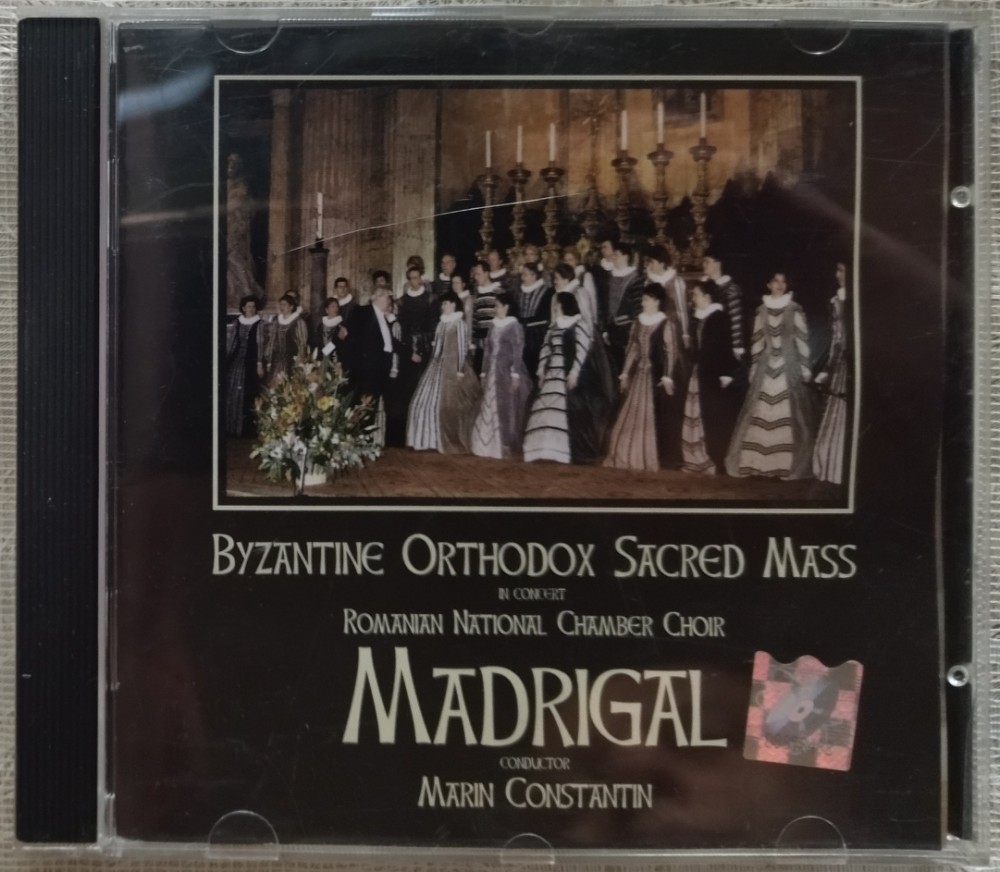 BYZANTINE ORTHODOX SACRED MASS
IN CONCERT
ROMANIAN NATIONAL CHAMBER CHOIR
MADRIGAL
CONDUCTOR
MARIN CONSTANTIN